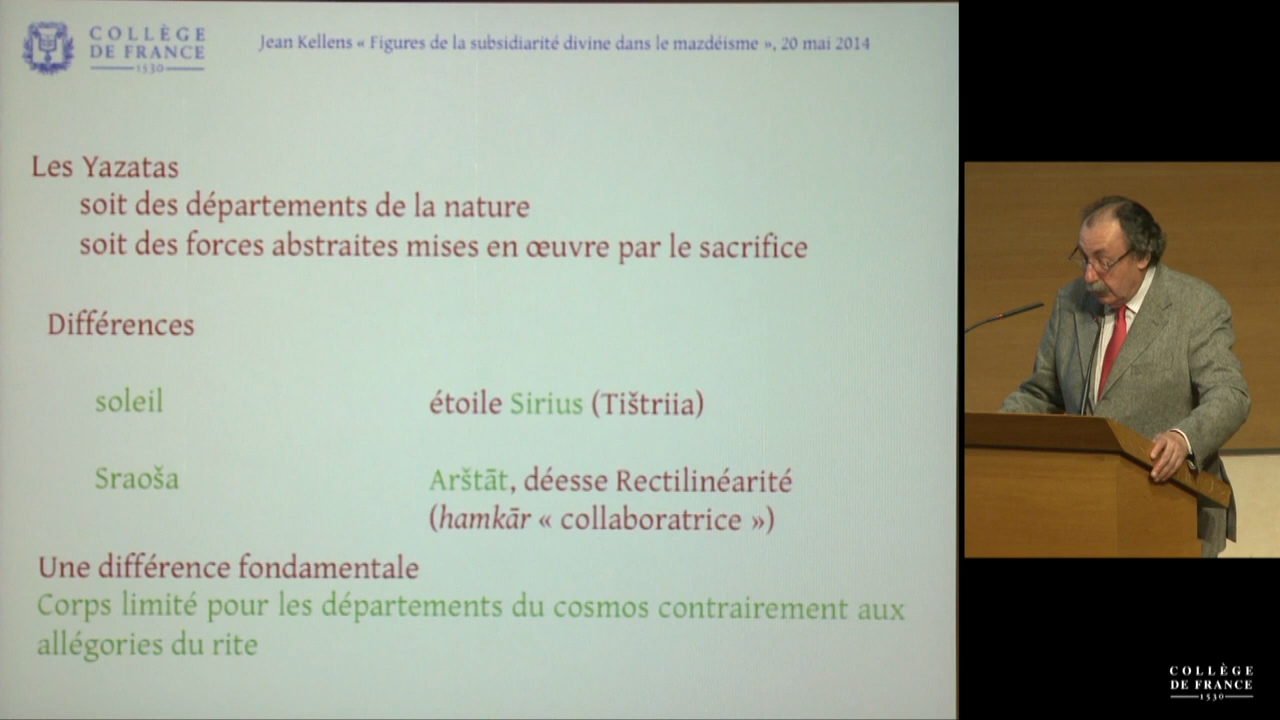 COLLÈGE
DE FRANCE
1530
Jean Kellens « Figures de la subsidiarité divine dans le mazdéisme », 20 mai 2014
Les Yazatas
soit des départements de la nature
soit des forces abstraites mises en œuvre par le sacrifice
Différences
soleil
étoile Sirius (Tištriia)
Sraoša
Arštāt, déesse Rectilinéarité
(hamkār « collaboratrice »)
Une différence fondamentale
Corps limité pour les départements du cosmos contrairement aux
allégories du rite
COLLÈGE
DE FRANCE
1530